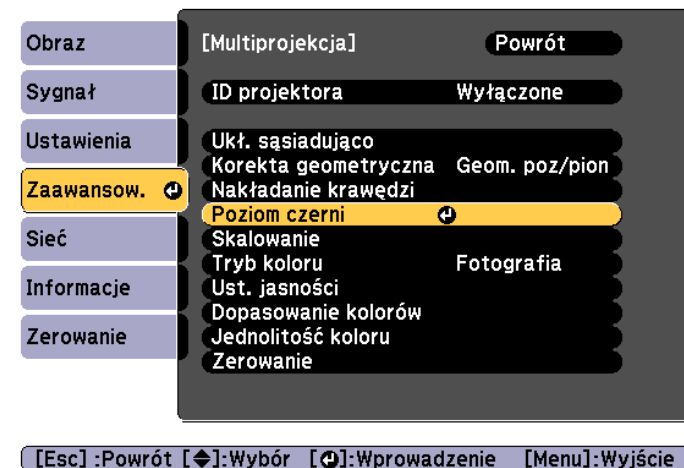 Obraz
Sygnał
Ustawienia
Zaawansow.
Sieć
Informacje
Zerowanie
[Multiprojekcja] Powrót
ID projektora Wyłączone
Ukł. sąsiadująco
Korekta geometryczna Geom. poz/pion
Nakładanie krawędzi
Poziom czerni
Skalowanie
Tryb koloru Fotografia
Ust. jasności
Dopasowanie kolorów
Jednolitość koloru
Zerowanie
[Esc] :Powrót [◆]:Wybór [⏎]:Wprowadzenie [Menu]:Wyjście